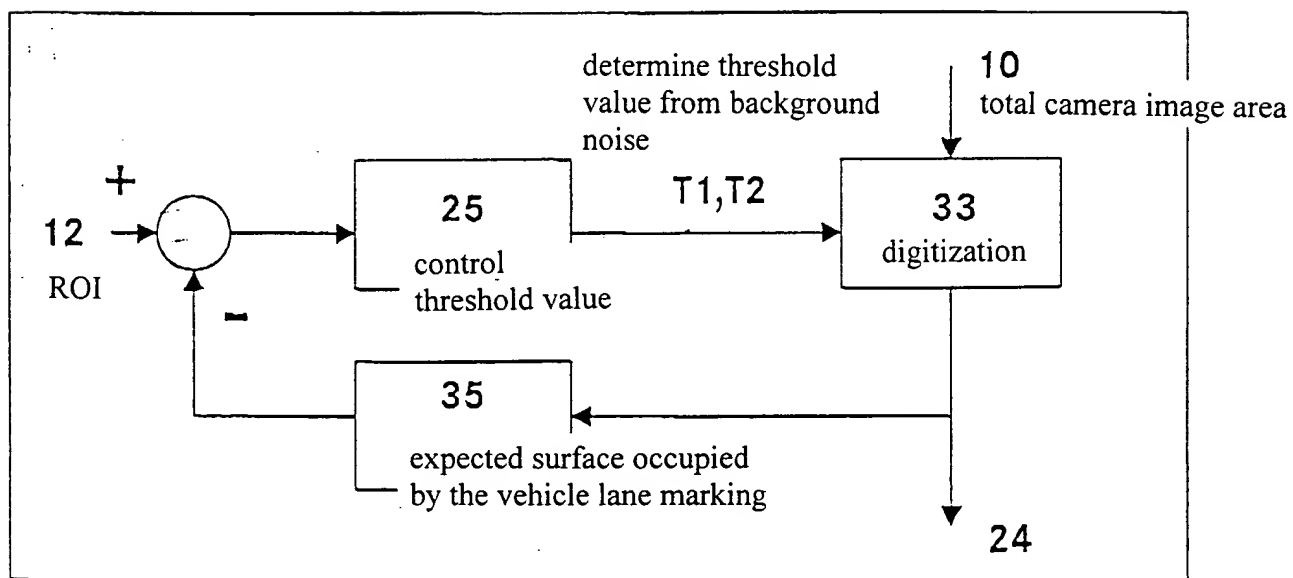 determine threshold
value from background
noise
10
total camera image area
+
12
ROI
-
25
control
threshold value
T1,T2
33
digitization
35
expected surface occupied
by the vehicle lane marking
24